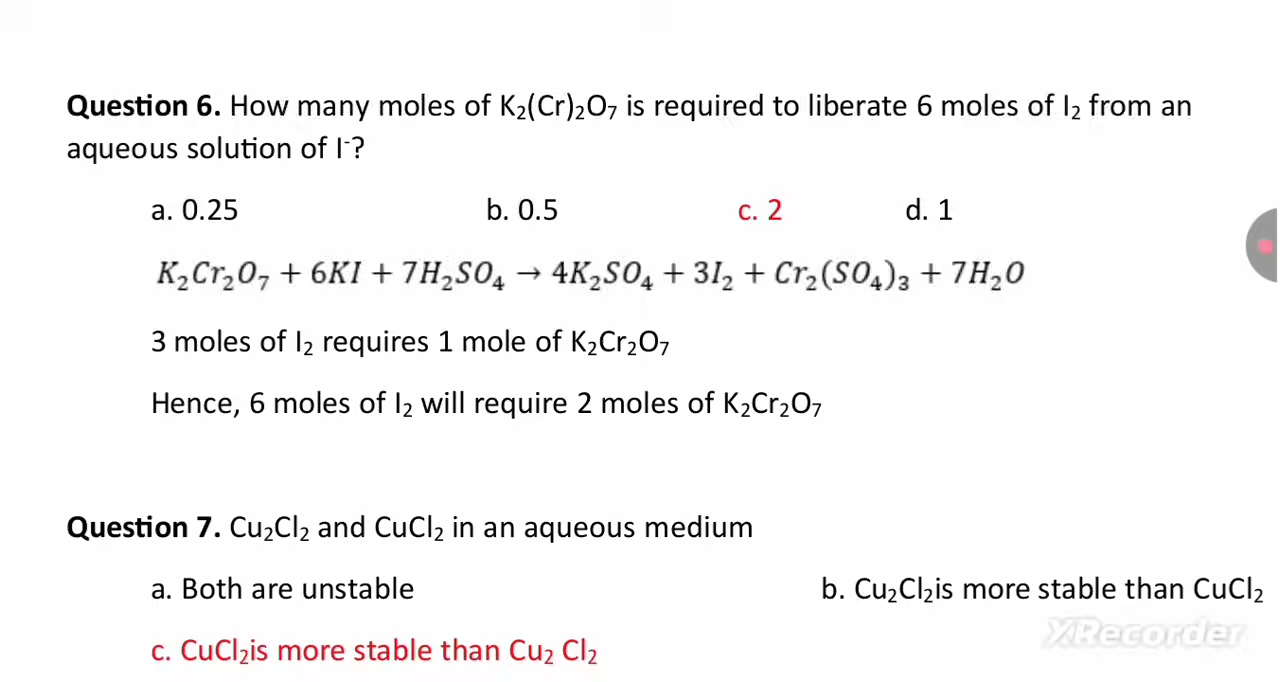 Question 6. How many moles of K₂(Cr)₂O₇ is required to liberate 6 moles of I₂ from an
aqueous solution of I⁻?
a. 0.25 b. 0.5 c. 2 d. 1
K₂Cr₂O₇ + 6KI + 7H₂SO₄ → 4K₂SO₄ + 3I₂ + Cr₂(SO₄)₃ + 7H₂O
3 moles of I₂ requires 1 mole of K₂Cr₂O₇
Hence, 6 moles of I₂ will require 2 moles of K₂Cr₂O₇
Question 7. Cu₂Cl₂ and CuCl₂ in an aqueous medium
a. Both are unstable b. Cu₂Cl₂is more stable than CuCl₂
XRecorder
c. CuCl₂is more stable than Cu₂ Cl₂